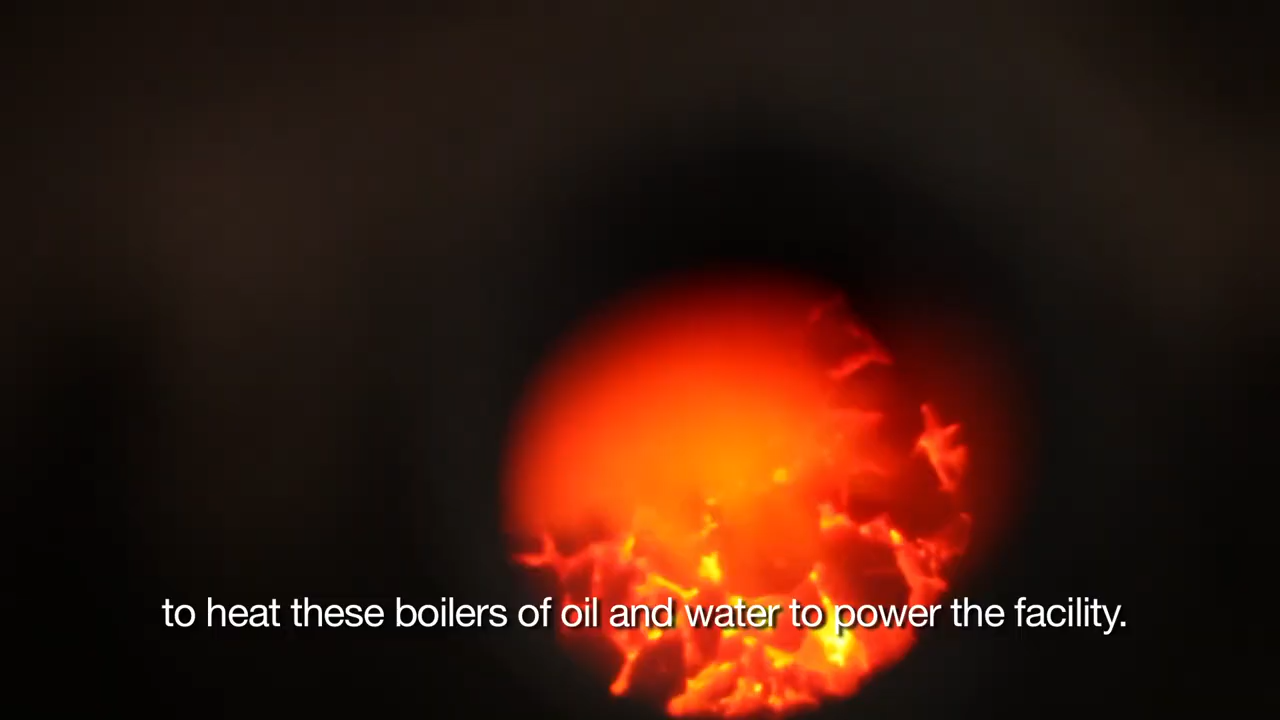 to heat these boilers of oil and water to power the facility.